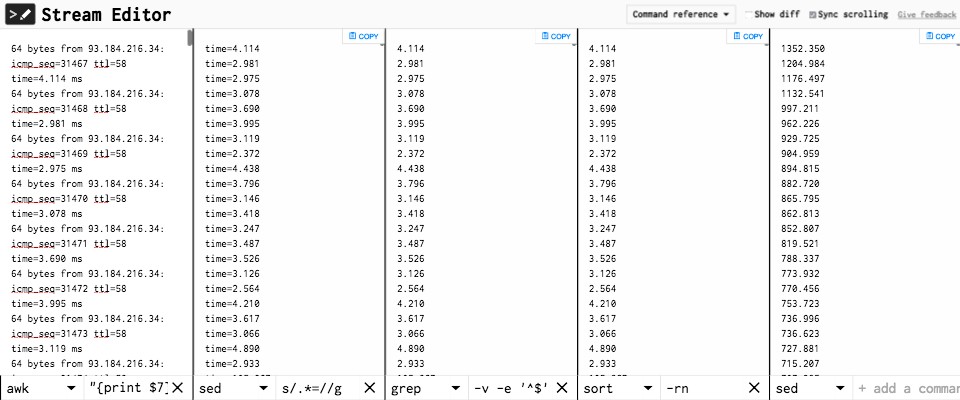 Stream Editor
Command reference
Show diff
Sync scrolling
Give feedback
COPY
COPY
COPY
COPY
64 bytes from 93.184.216.34:
icmp_seq=31467 ttl=58
time=4.114 ms
64 bytes from 93.184.216.34:
icmp_seq=31468 ttl=58
time=2.981 ms
64 bytes from 93.184.216.34:
icmp_seq=31469 ttl=58
time=2.975 ms
64 bytes from 93.184.216.34:
icmp_seq=31470 ttl=58
time=3.078 ms
64 bytes from 93.184.216.34:
icmp_seq=31471 ttl=58
time=3.690 ms
64 bytes from 93.184.216.34:
icmp_seq=31472 ttl=58
time=3.995 ms
64 bytes from 93.184.216.34:
icmp_seq=31473 ttl=58
time=3.119 ms
64 bytes from 93.184.216.34:
time=4.114
time=2.981
time=2.975
time=3.078
time=3.690
time=3.995
time=3.119
time=2.372
time=4.438
time=3.796
time=3.146
time=3.418
time=3.247
time=3.487
time=3.526
time=3.126
time=2.564
time=4.210
time=3.617
time=3.066
time=4.890
time=2.933
4.114
2.981
2.975
3.078
3.690
3.995
3.119
2.372
4.438
3.796
3.146
3.418
3.247
3.487
3.526
3.126
2.564
4.210
3.617
3.066
4.890
2.933
4.114
2.981
2.975
3.078
3.690
3.995
3.119
2.372
4.438
3.796
3.146
3.418
3.247
3.487
3.526
3.126
2.564
4.210
3.617
3.066
4.890
2.933
1352.350
1204.984
1176.497
1132.541
997.211
962.226
929.725
904.959
894.815
882.720
865.795
862.813
852.807
819.521
788.337
773.932
770.456
753.723
736.996
736.623
727.881
715.207
awk "{print $7}
sed s/.*=//g
grep -v -e '^$'
sort -rn
sed + add a comman